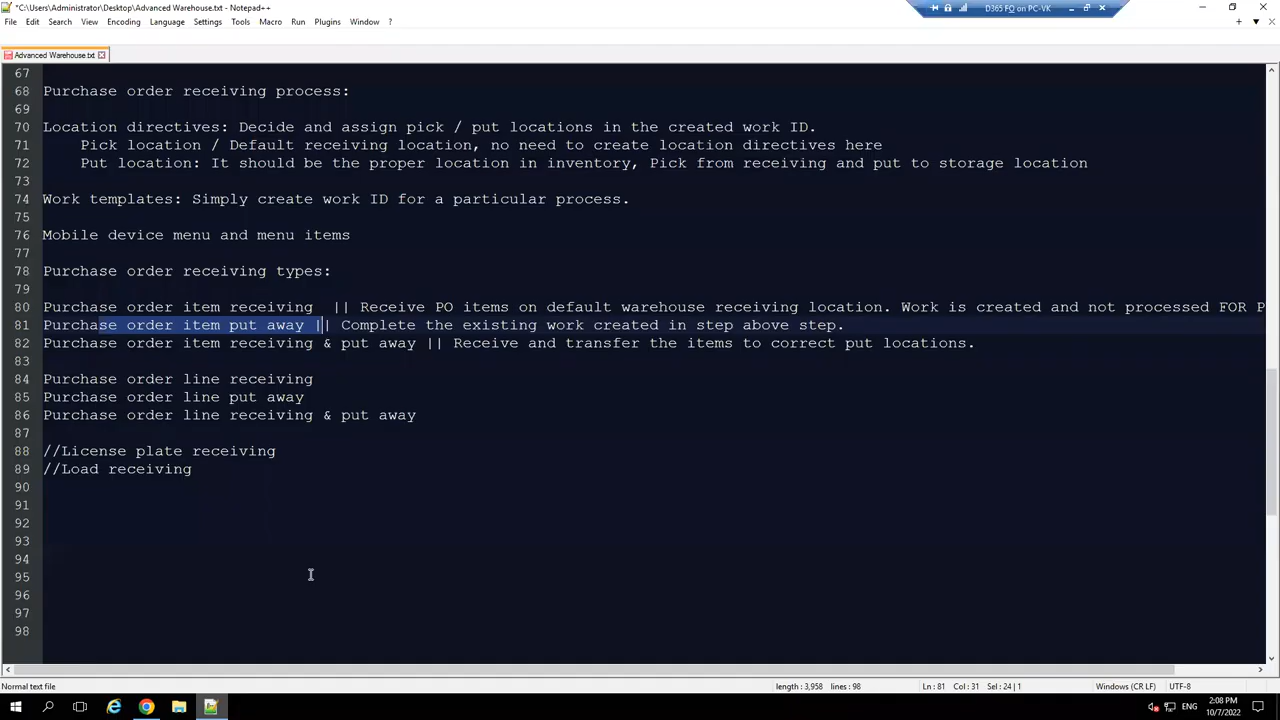 *C:\Users\Administrator\Desktop\Advanced Warehouse.txt - Notepad++
D365 FO on PC-VK
File Edit Search View Encoding Language Settings Tools Macro Run Plugins Window ?
Advanced Warehouse.txt
67
68 Purchase order receiving process:
69
70 Location directives: Decide and assign pick / put locations in the created work ID.
71 Pick location / Default receiving location, no need to create location directives here
72 Put location: It should be the proper location in inventory, Pick from receiving and put to storage location
73
74 Work templates: Simply create work ID for a particular process.
75
76 Mobile device menu and menu items
77
78 Purchase order receiving types:
79
80 Purchase order item receiving || Receive PO items on default warehouse receiving location. Work is created and not processed FOR P
81 Purchase order item put away || Complete the existing work created in step above step.
82 Purchase order item receiving & put away || Receive and transfer the items to correct put locations.
83
84 Purchase order line receiving
85 Purchase order line put away
86 Purchase order line receiving & put away
87
88 //License plate receiving
89 //Load receiving
90
91
92
93
94
95
96
97
98
Normal text file length : 3,958 lines : 98 Ln : 81 Col : 31 Sel : 24 | 1 Windows (CR LF) UTF-8
ENG
2:08 PM
10/7/2022